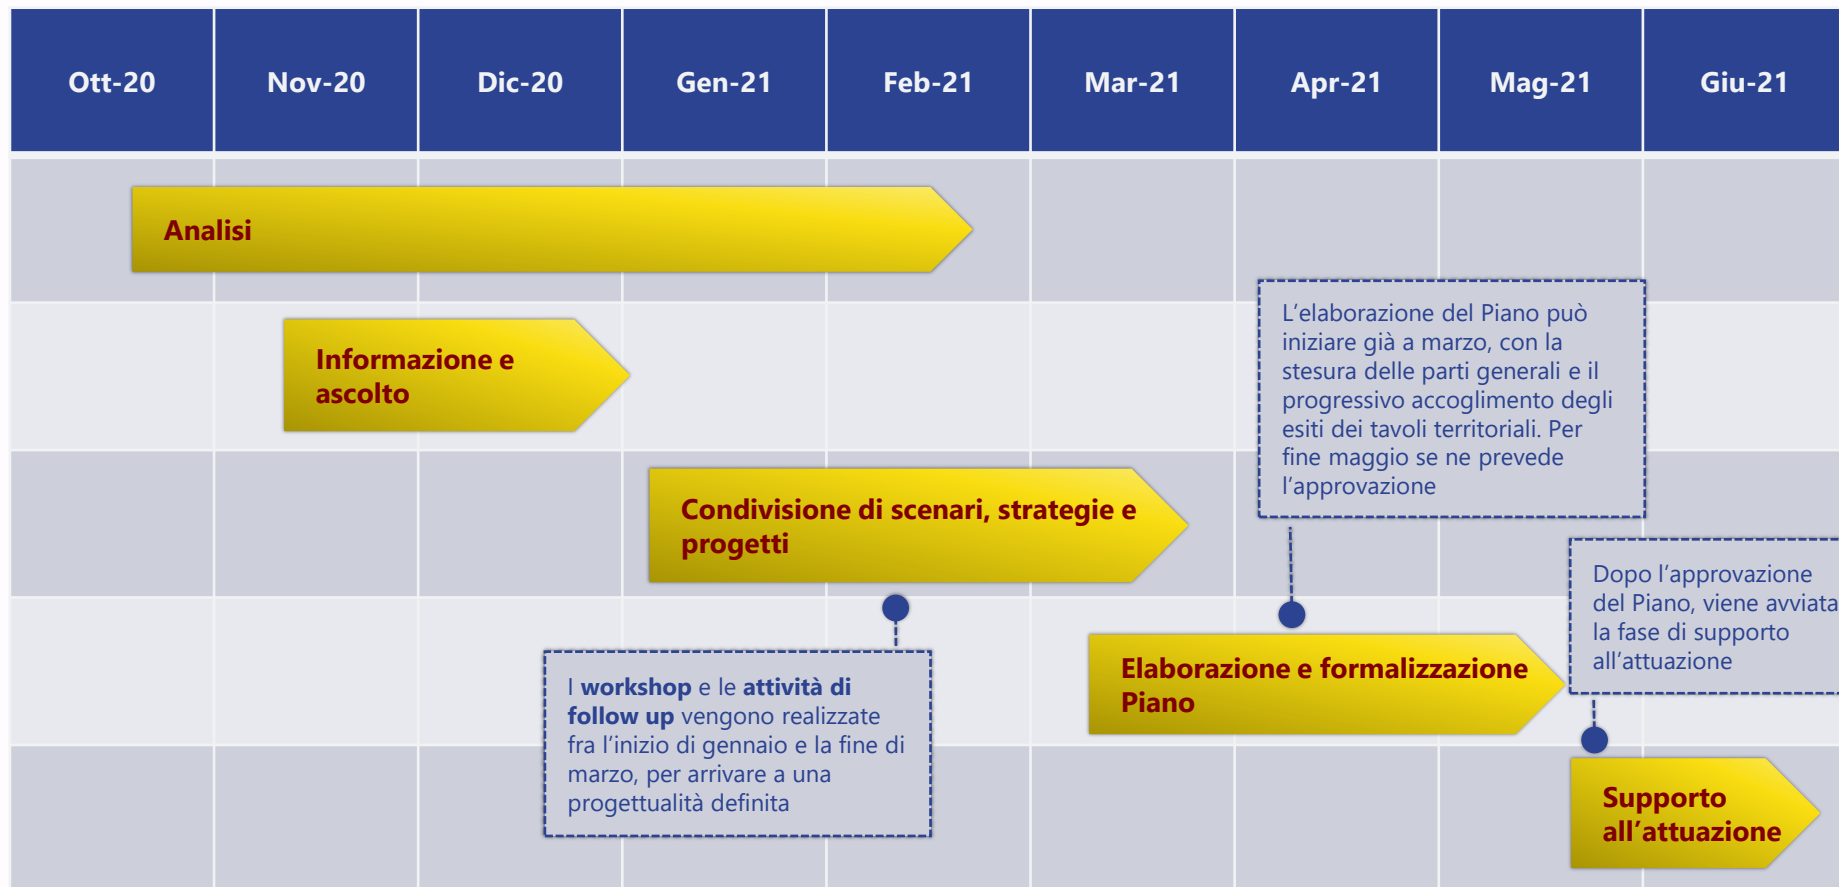 Ott-20 Nov-20 Dic-20 Gen-21 Feb-21 Mar-21 Apr-21 Mag-21 Giu-21
Analisi
Informazione e
ascolto
L’elaborazione del Piano può
iniziare già a marzo, con la
stesura delle parti generali e il
progressivo accoglimento degli
esiti dei tavoli territoriali. Per
fine maggio se ne prevede
l’approvazione
Condivisione di scenari, strategie e
progetti
Dopo l’approvazione
del Piano, viene avviata
la fase di supporto
all’attuazione
I workshop e le attività di
follow up vengono realizzate
fra l’inizio di gennaio e la fine di
marzo, per arrivare a una
progettualità definita
Elaborazione e formalizzazione
Piano
Supporto
all’attuazione